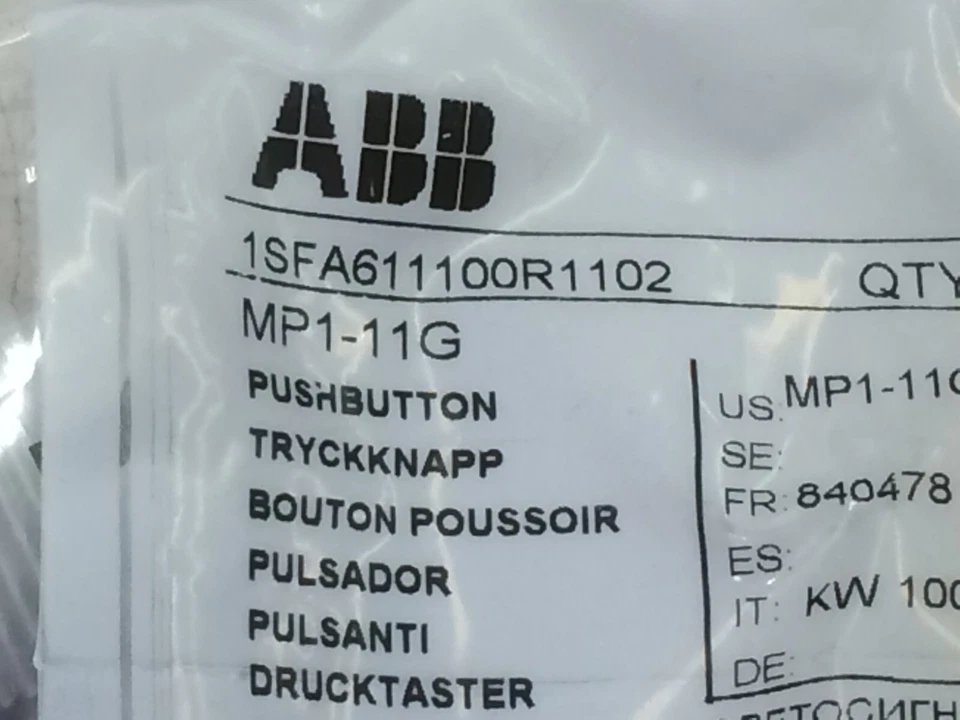 ABB
1SFA611100R1102 QTY
MP1-11G
PUSHBUTTON
TRYCKKNAPP
BOUTON POUSSOIR
PULSADOR
PULSANTI
DRUCKTASTER
US: MP1-11G
SE:
FR: 840478
ES:
IT: KW 100
DE: